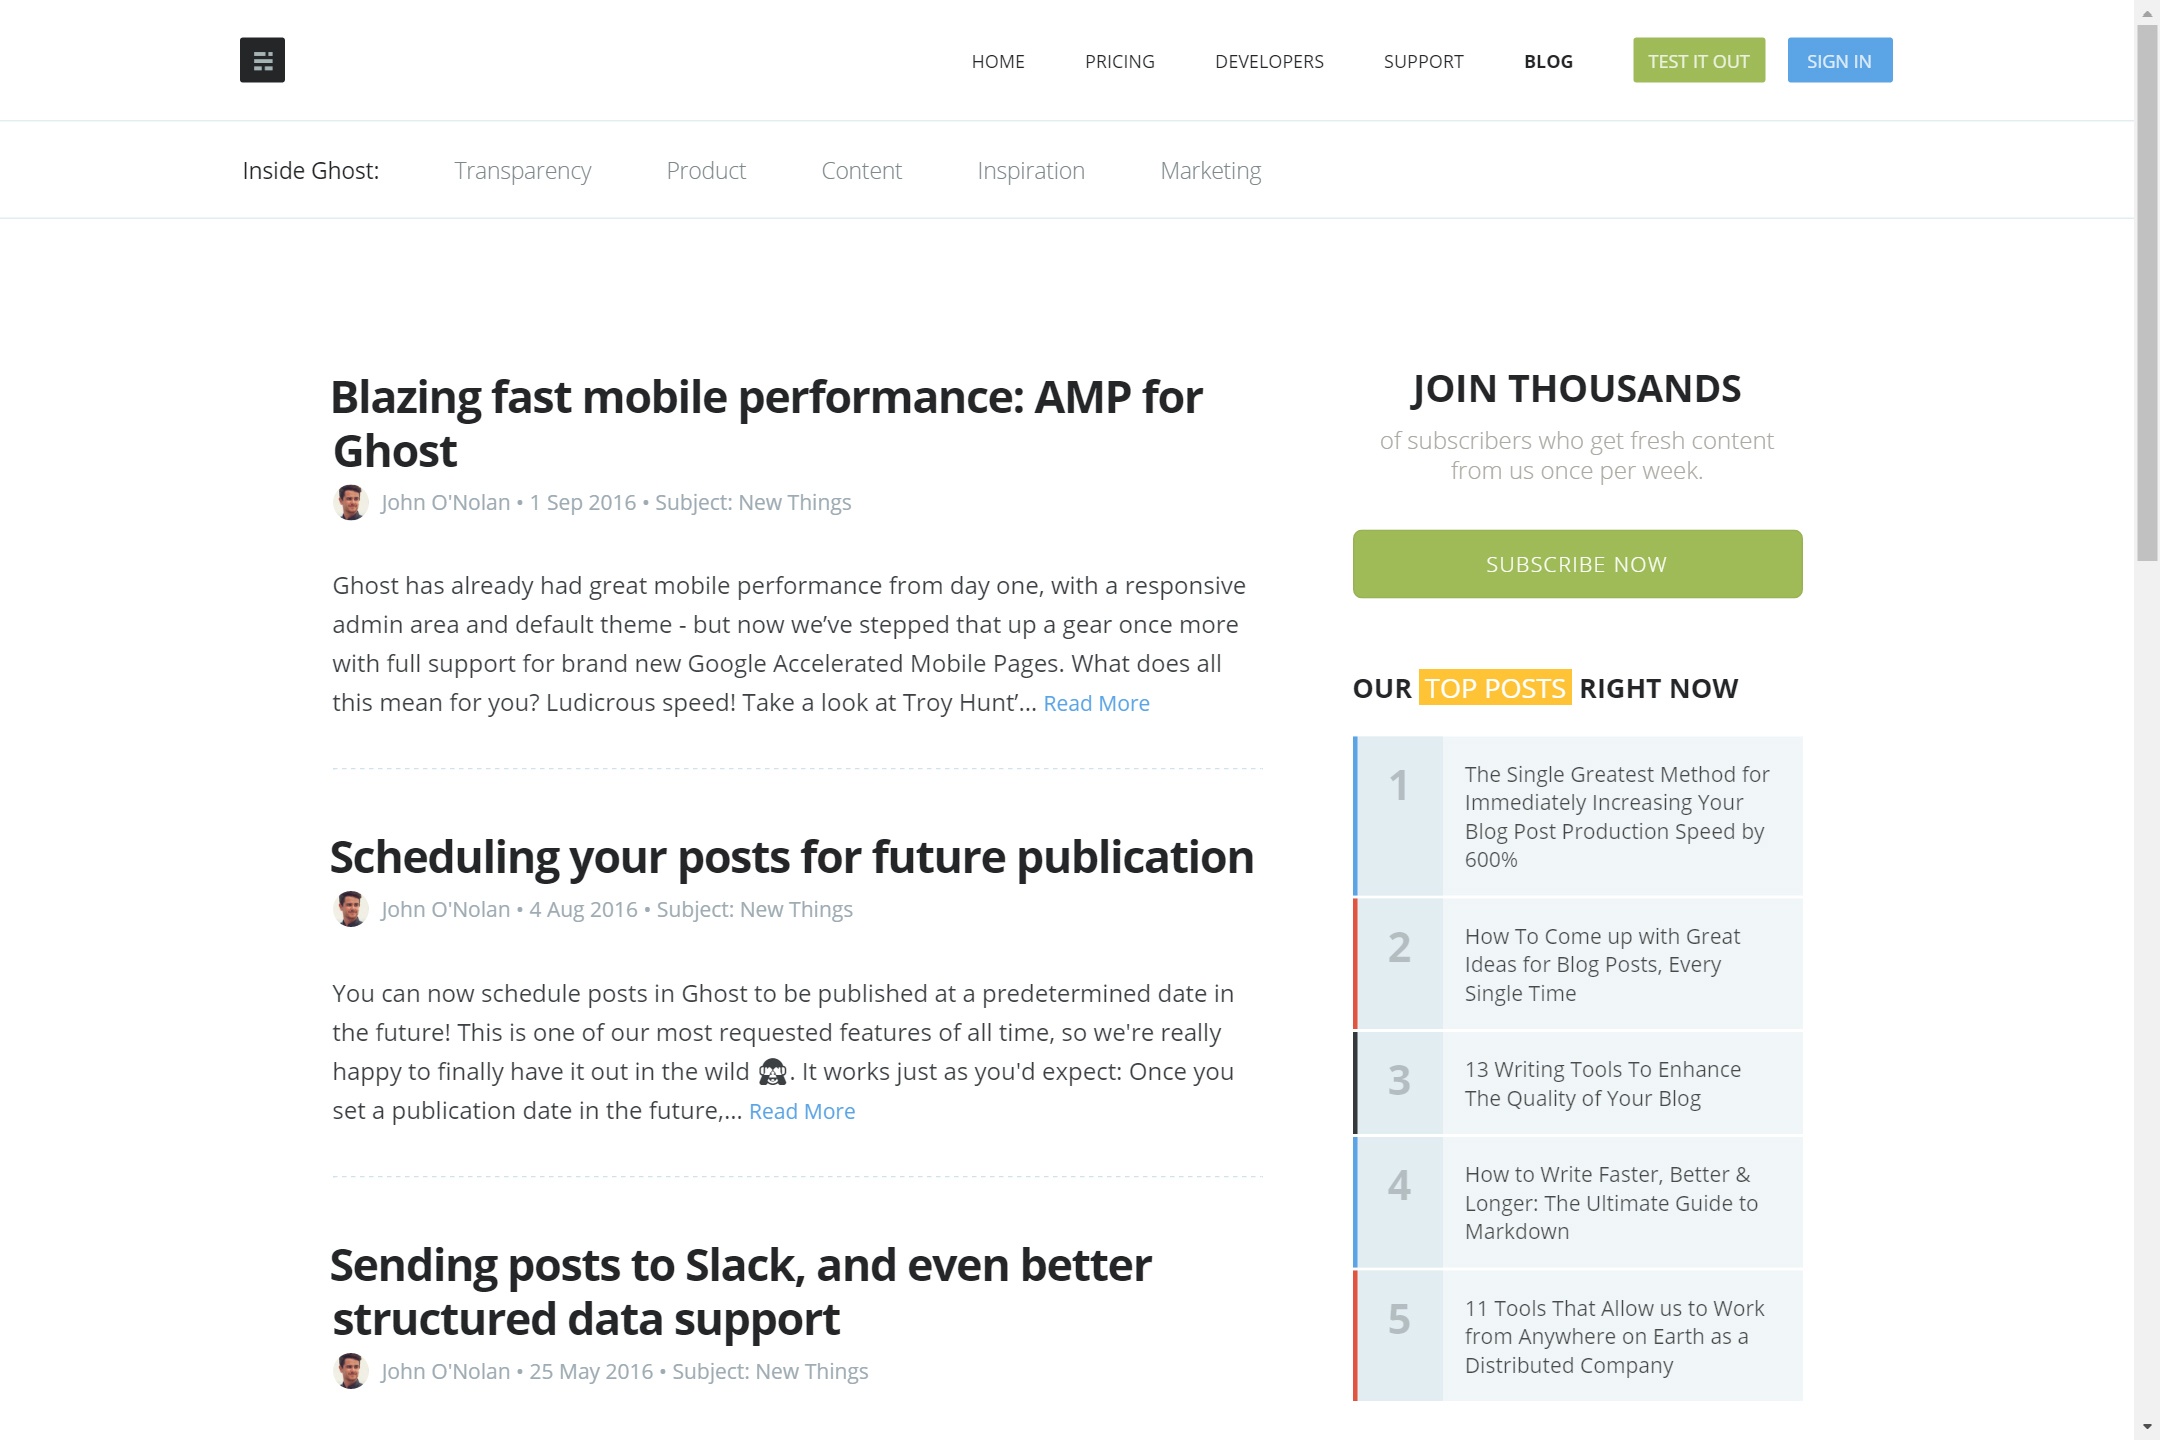 HOME PRICING DEVELOPERS SUPPORT BLOG TEST IT OUT SIGN IN
Inside Ghost: Transparency Product Content Inspiration Marketing
Blazing fast mobile performance: AMP for
Ghost
John O'Nolan • 1 Sep 2016 • Subject: New Things
Ghost has already had great mobile performance from day one, with a responsive
admin area and default theme - but now we’ve stepped that up a gear once more
with full support for brand new Google Accelerated Mobile Pages. What does all
this mean for you? Ludicrous speed! Take a look at Troy Hunt’... Read More
Scheduling your posts for future publication
John O'Nolan • 4 Aug 2016 • Subject: New Things
You can now schedule posts in Ghost to be published at a predetermined date in
the future! This is one of our most requested features of all time, so we're really
happy to finally have it out in the wild 🙈. It works just as you'd expect: Once you
set a publication date in the future,... Read More
Sending posts to Slack, and even better
structured data support
John O'Nolan • 25 May 2016 • Subject: New Things
JOIN THOUSANDS
of subscribers who get fresh content
from us once per week.
SUBSCRIBE NOW
OUR TOP POSTS RIGHT NOW
1 The Single Greatest Method for
Immediately Increasing Your
Blog Post Production Speed by
600%
2 How To Come up with Great
Ideas for Blog Posts, Every
Single Time
3 13 Writing Tools To Enhance
The Quality of Your Blog
4 How to Write Faster, Better &
Longer: The Ultimate Guide to
Markdown
5 11 Tools That Allow us to Work
from Anywhere on Earth as a
Distributed Company